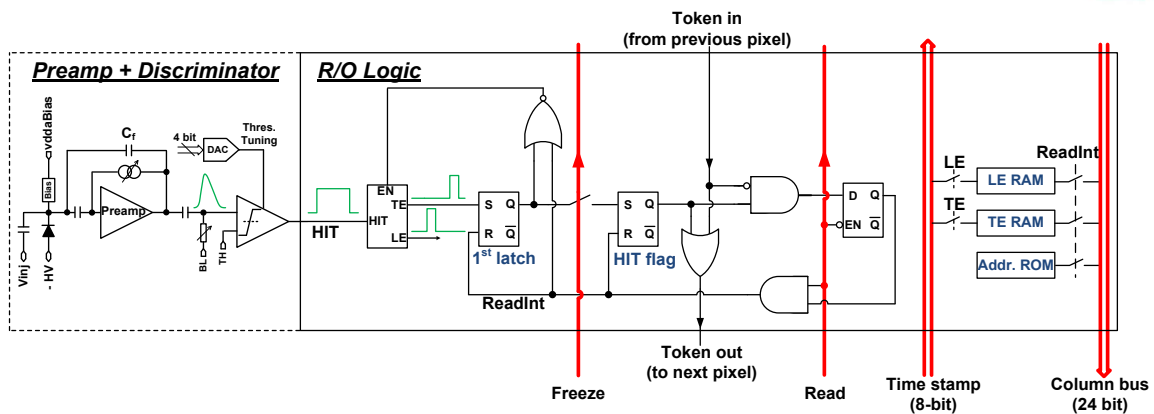 Token in
(from previous pixel)
Preamp + Discriminator
R/O Logic
vddaBias
Bias
Cf
4 bit
DAC
Thres.
Tuning
Preamp
Vinj
- HV
BL
TH
HIT
EN
TE
HIT
LE
S Q
R Q
1st latch
ReadInt
S Q
R Q
HIT flag
D Q
EN Q
LE
LE RAM
TE
TE RAM
Addr. ROM
ReadInt
Token out
(to next pixel)
Freeze
Read
Time stamp
(8-bit)
Column bus
(24 bit)